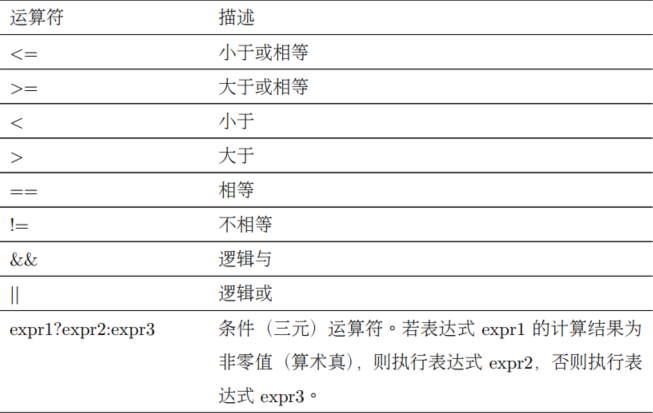 运算符 描述
<= 小于或相等
>= 大于或相等
< 小于
> 大于
== 相等
!= 不相等
&& 逻辑与
|| 逻辑或
expr1?expr2:expr3 条件（三元）运算符。若表达式 expr1 的计算结果为
非零值（算术真），则执行表达式 expr2，否则执行表
达式 expr3。